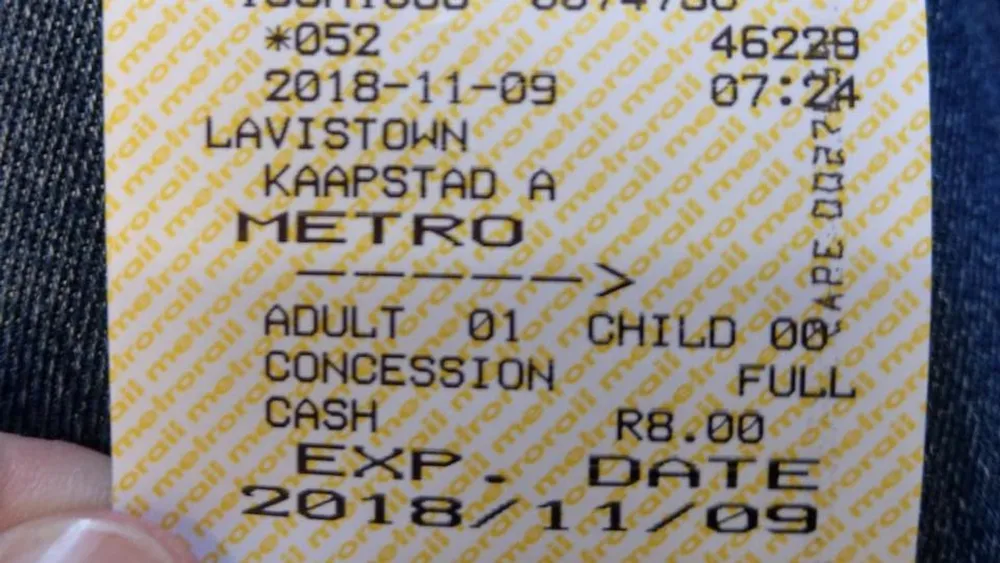 *052 46229
2018-11-09 07:24
LAVISTOWN
KAAPSTAD A
METRO
------>
ADULT 01 CHILD 00
CONCESSION FULL
CASH R8.00
EXP. DATE
2018/11/09